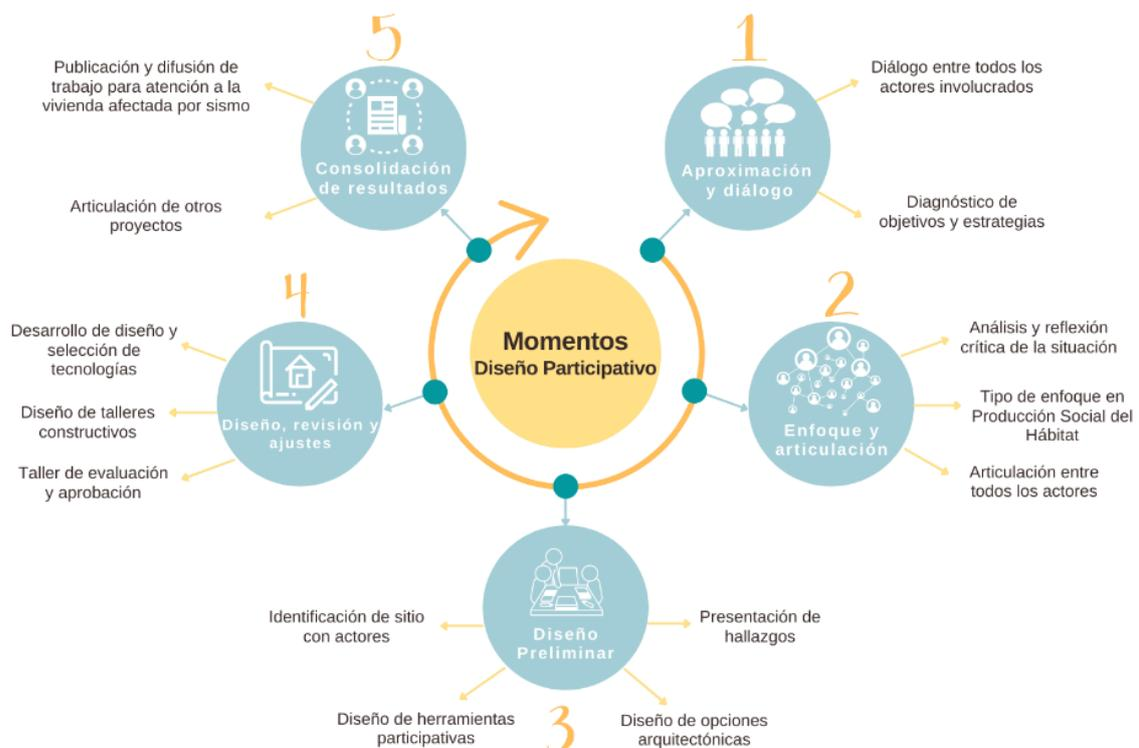 Momentos
Diseño Participativo
1
Aproximación
y diálogo
Diálogo entre todos los
actores involucrados
Diagnóstico de
objetivos y estrategias
2
Enfoque y
articulación
Análisis y reflexión
crítica de la situación
Tipo de enfoque en
Producción Social del
Hábitat
Articulación entre
todos los actores
3
Diseño
Preliminar
Presentación de
hallazgos
Diseño de opciones
arquitectónicas
Diseño de herramientas
participativas
Identificación de sitio
con actores
4
Diseño, revisión y
ajustes
Desarrollo de diseño y
selección de
tecnologías
Diseño de talleres
constructivos
Taller de evaluación
y aprobación
5
Consolidación
de resultados
Publicación y difusión de
trabajo para atención a la
vivienda afectada por sismo
Articulación de otros
proyectos